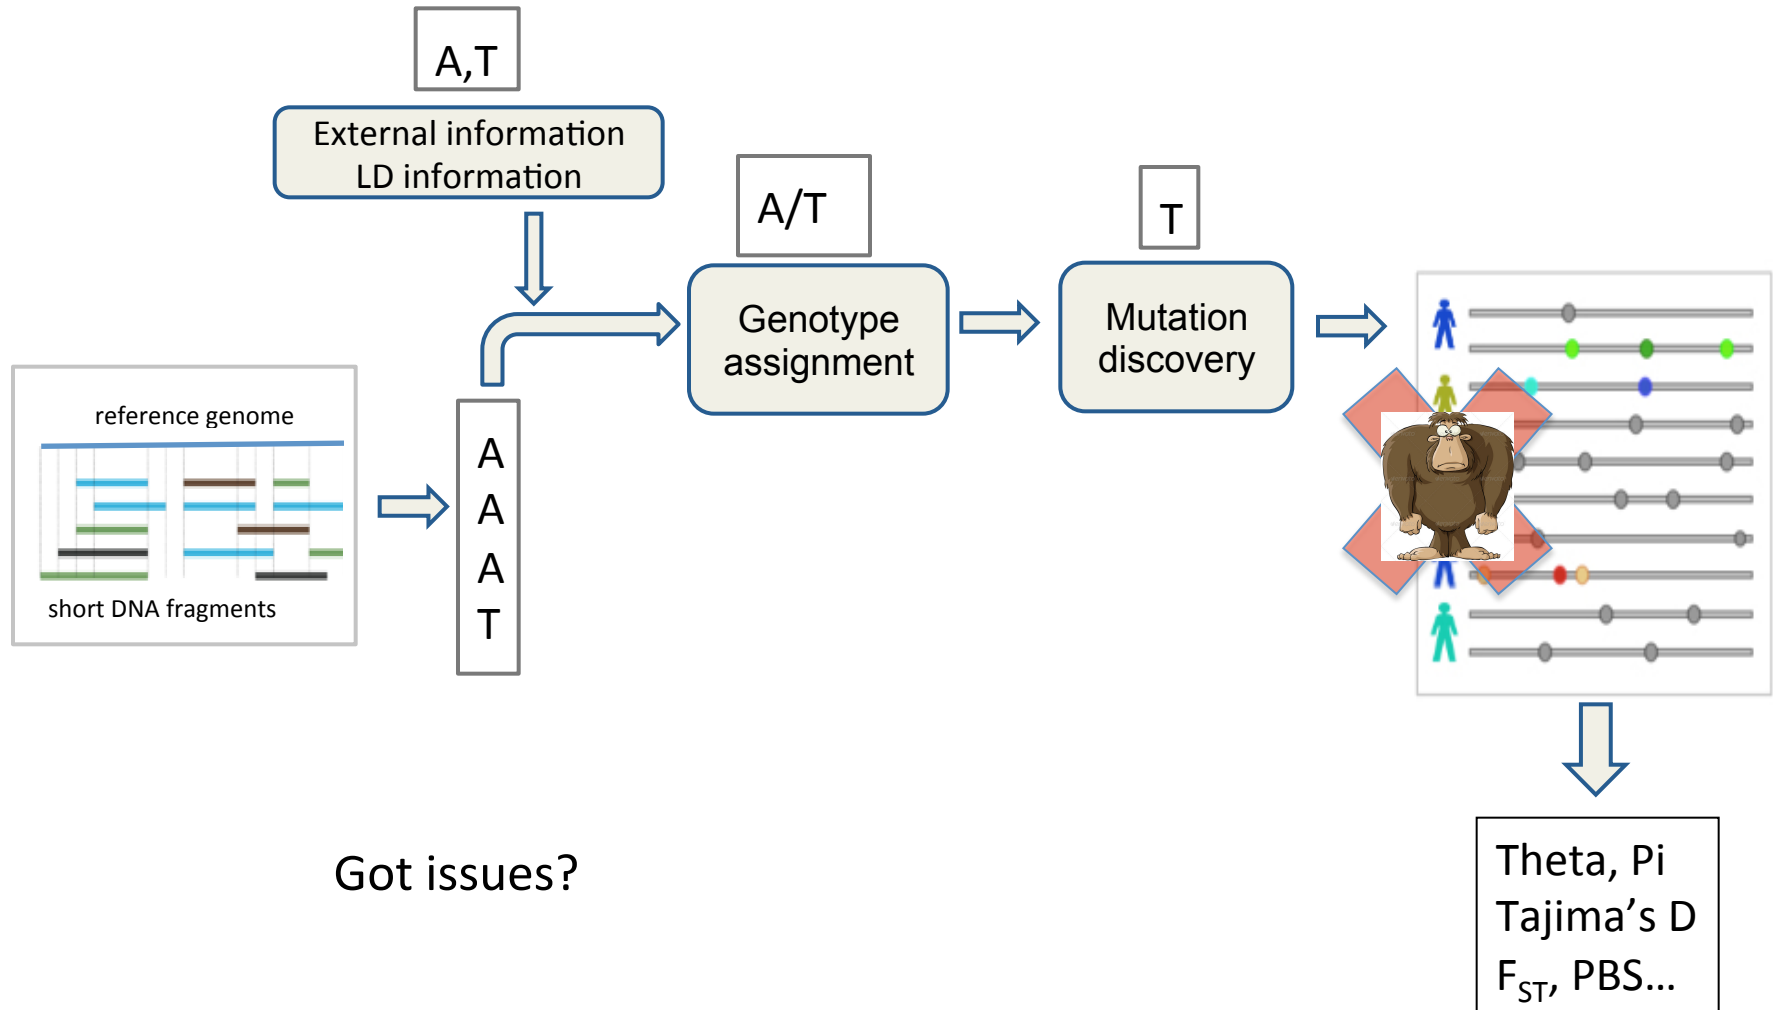 A,T
External information
LD information
A/T
T
Genotype
assignment
Mutation
discovery
reference genome
short DNA fragments
A
A
A
T
Got issues?
Theta, Pi
Tajima’s D
FST, PBS…